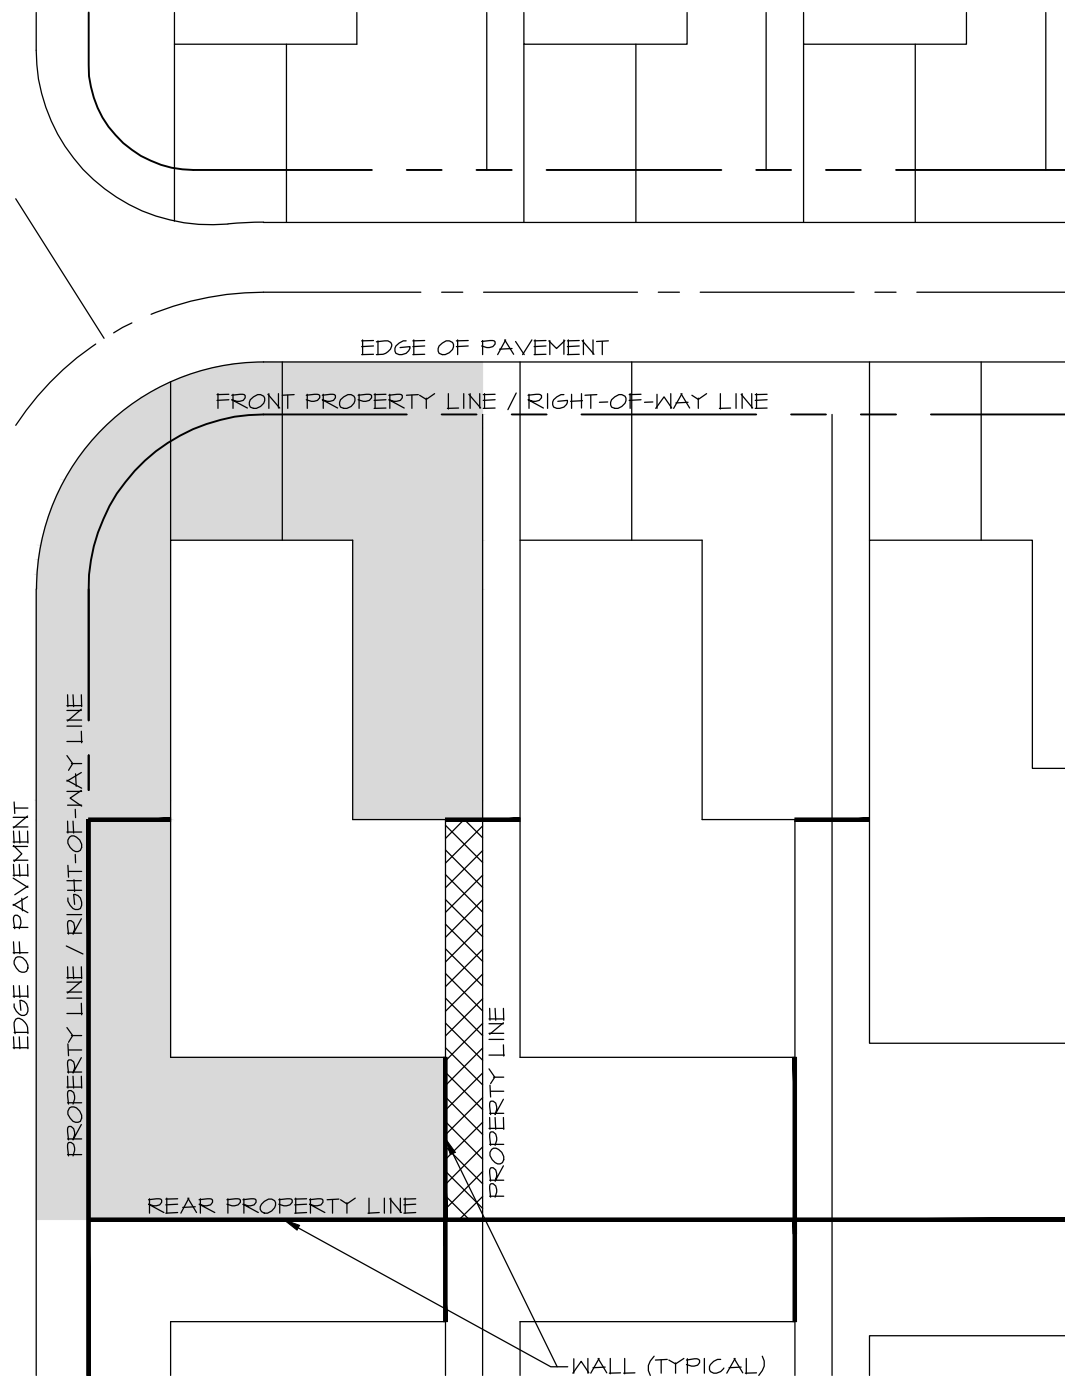 EDGE OF PAVEMENT
FRONT PROPERTY LINE / RIGHT-OF-WAY LINE
PROPERTY LINE / RIGHT-OF-WAY LINE
EDGE OF PAVEMENT
PROPERTY LINE
REAR PROPERTY LINE
WALL (TYPICAL)